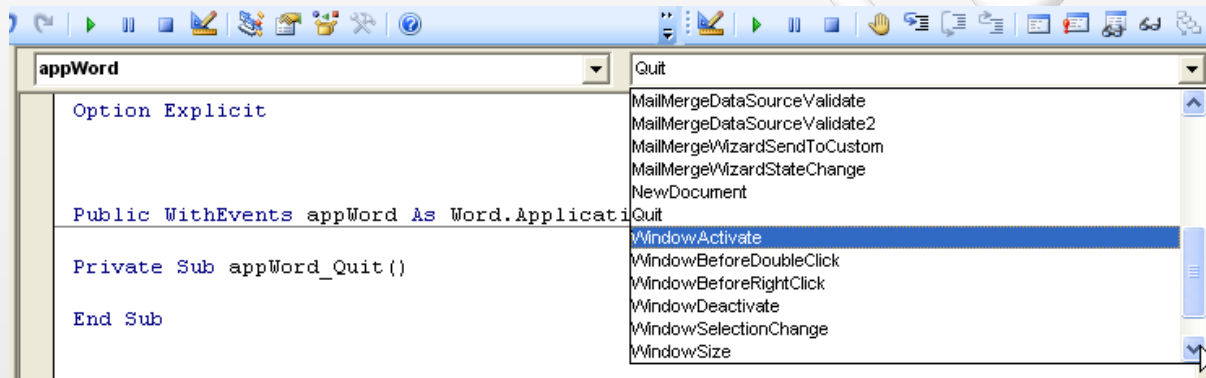 appWord
Quit
Option Explicit
Public WithEvents appWord As Word.Applicati
Private Sub appWord_Quit()
End Sub
MailMergeDataSourceValidate
MailMergeDataSourceValidate2
MailMergeWizardSendToCustom
MailMergeWizardStateChange
NewDocument
Quit
WindowActivate
WindowBeforeDoubleClick
WindowBeforeRightClick
WindowDeactivate
WindowSelectionChange
WindowSize